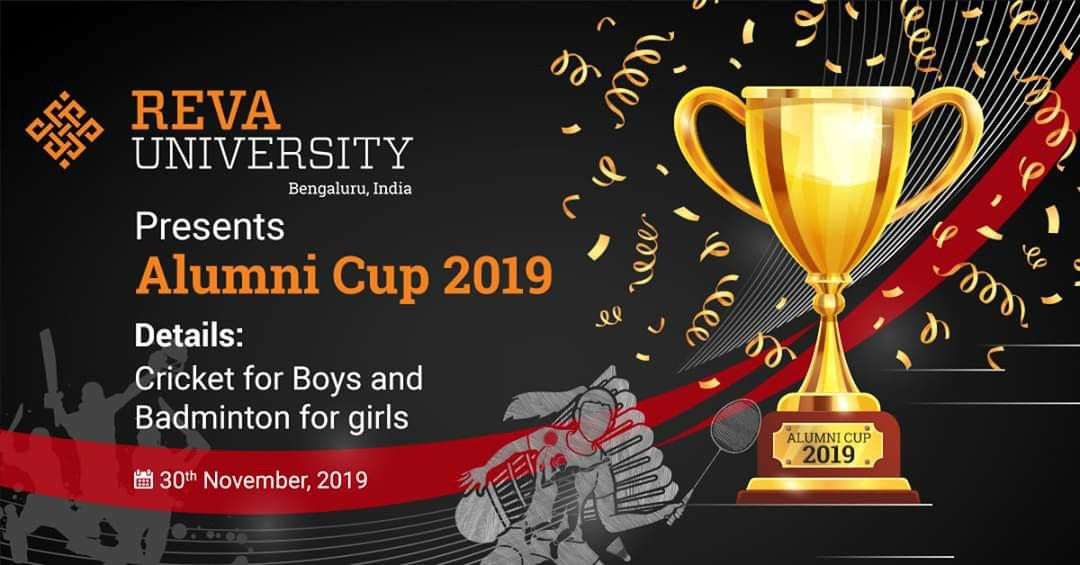 REVA
UNIVERSITY
Bengaluru, India
Presents
Alumni Cup 2019
Details:
Cricket for Boys and
Badminton for girls
30th November, 2019
ALUMNI CUP
2019